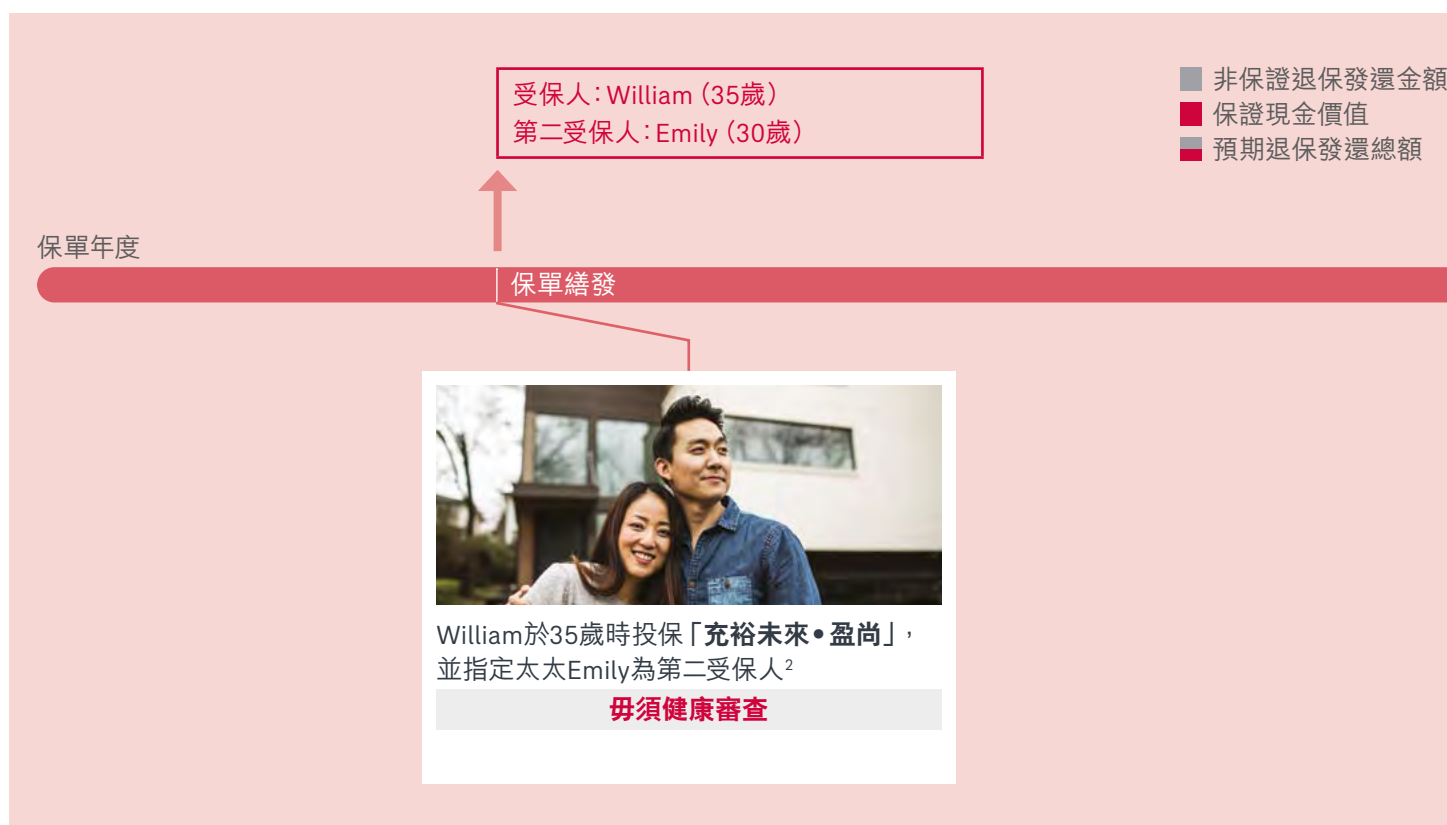 受保人：William（35歲）
第二受保人：Emily（30歲）
非保證退保發還金額
保證現金價值
預期退保發還總額
保單年度
保單繕發
William於35歲時投保「充裕未來•盈尚」，
並指定太太Emily為第二受保人²
毋須健康審查